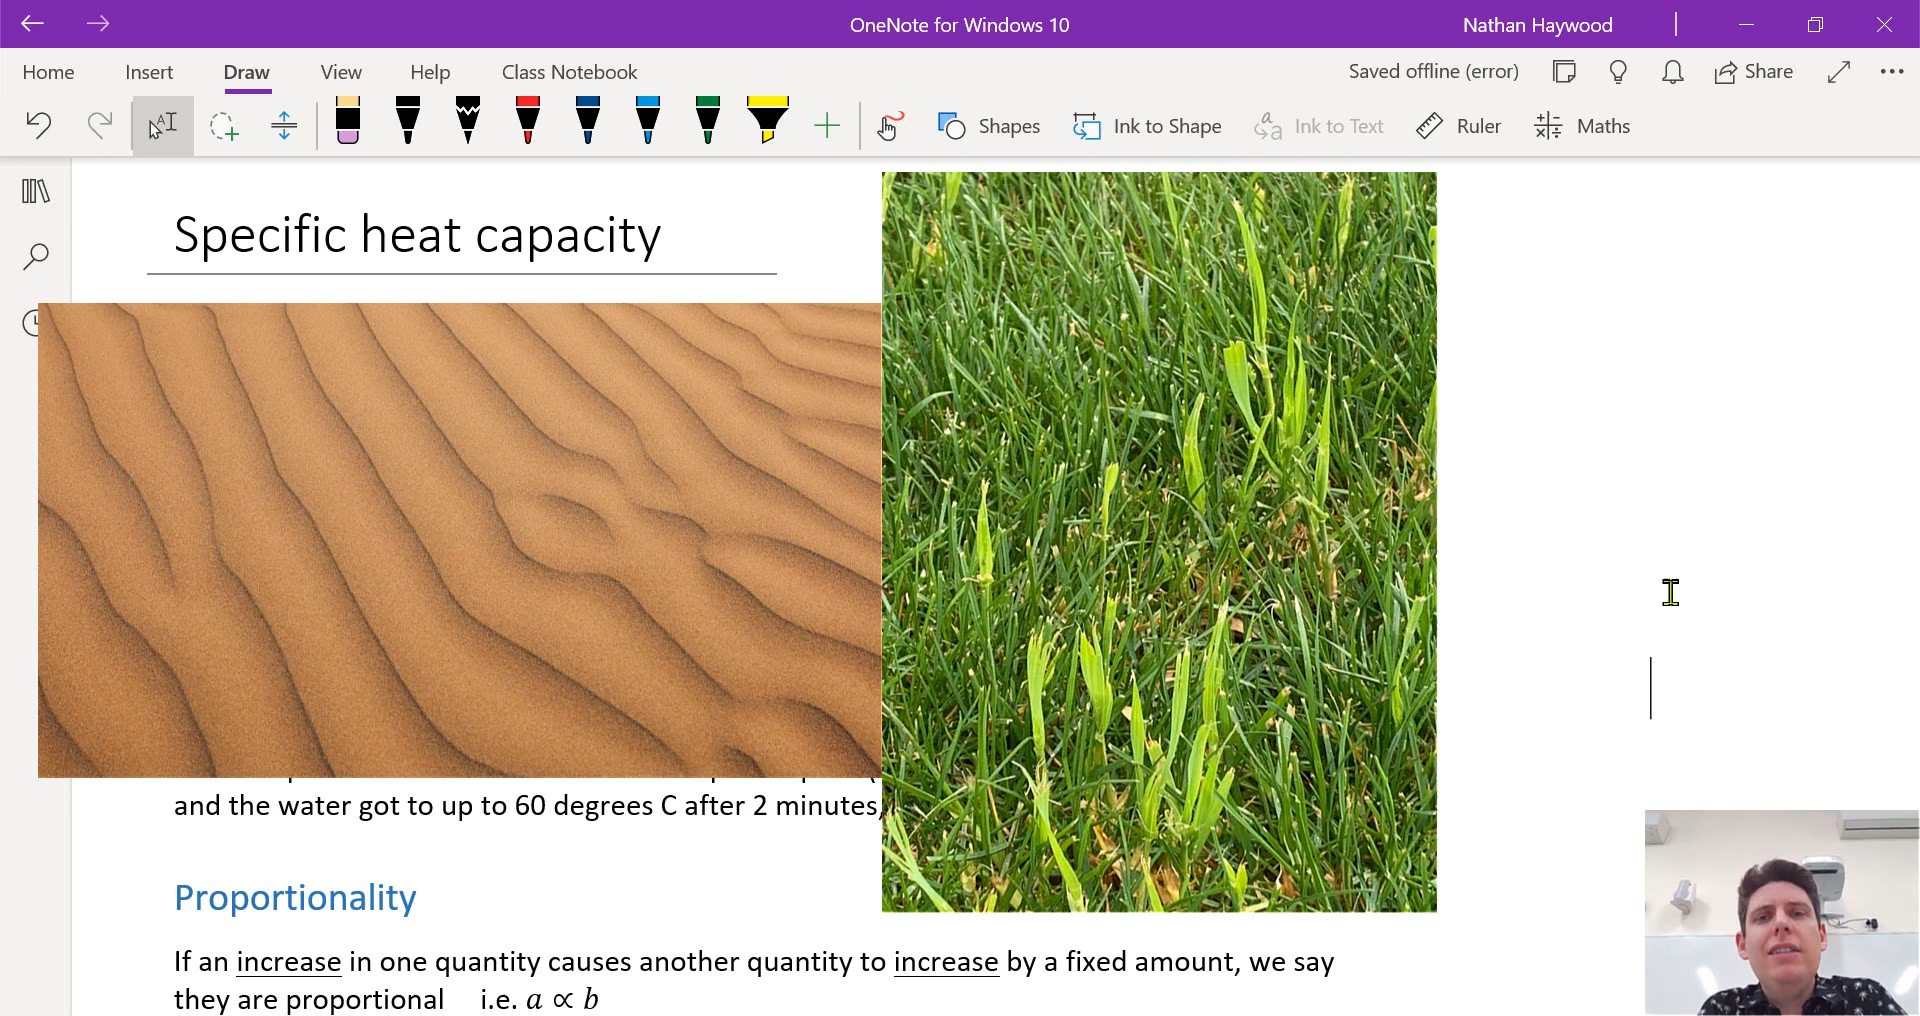 OneNote for Windows 10
Nathan Haywood
Home Insert Draw View Help Class Notebook
Saved offline (error)
Share
Shapes
Ink to Shape
Ink to Text
Ruler
Maths
Specific heat capacity
and the water got to up to 60 degrees C after 2 minutes,
Proportionality
If an increase in one quantity causes another quantity to increase by a fixed amount, we say
they are proportional i.e. a ∝ b